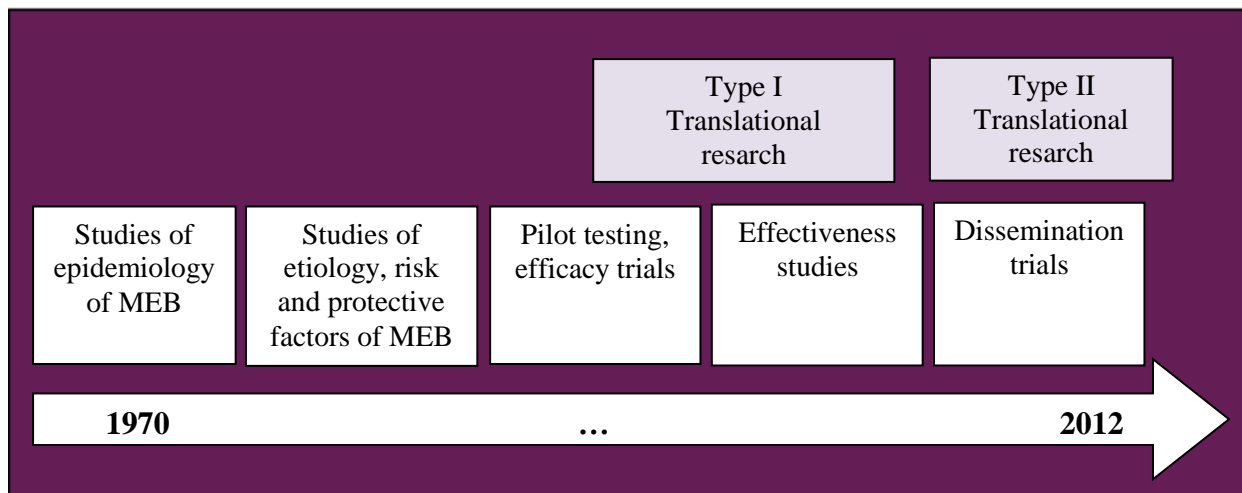 Type I
Translational
resarch
Type II
Translational
resarch
Studies of
epidemiology
of MEB
Studies of
etiology, risk
and protective
factors of MEB
Pilot testing,
efficacy trials
Effectiveness
studies
Dissemination
trials
1970
…
2012